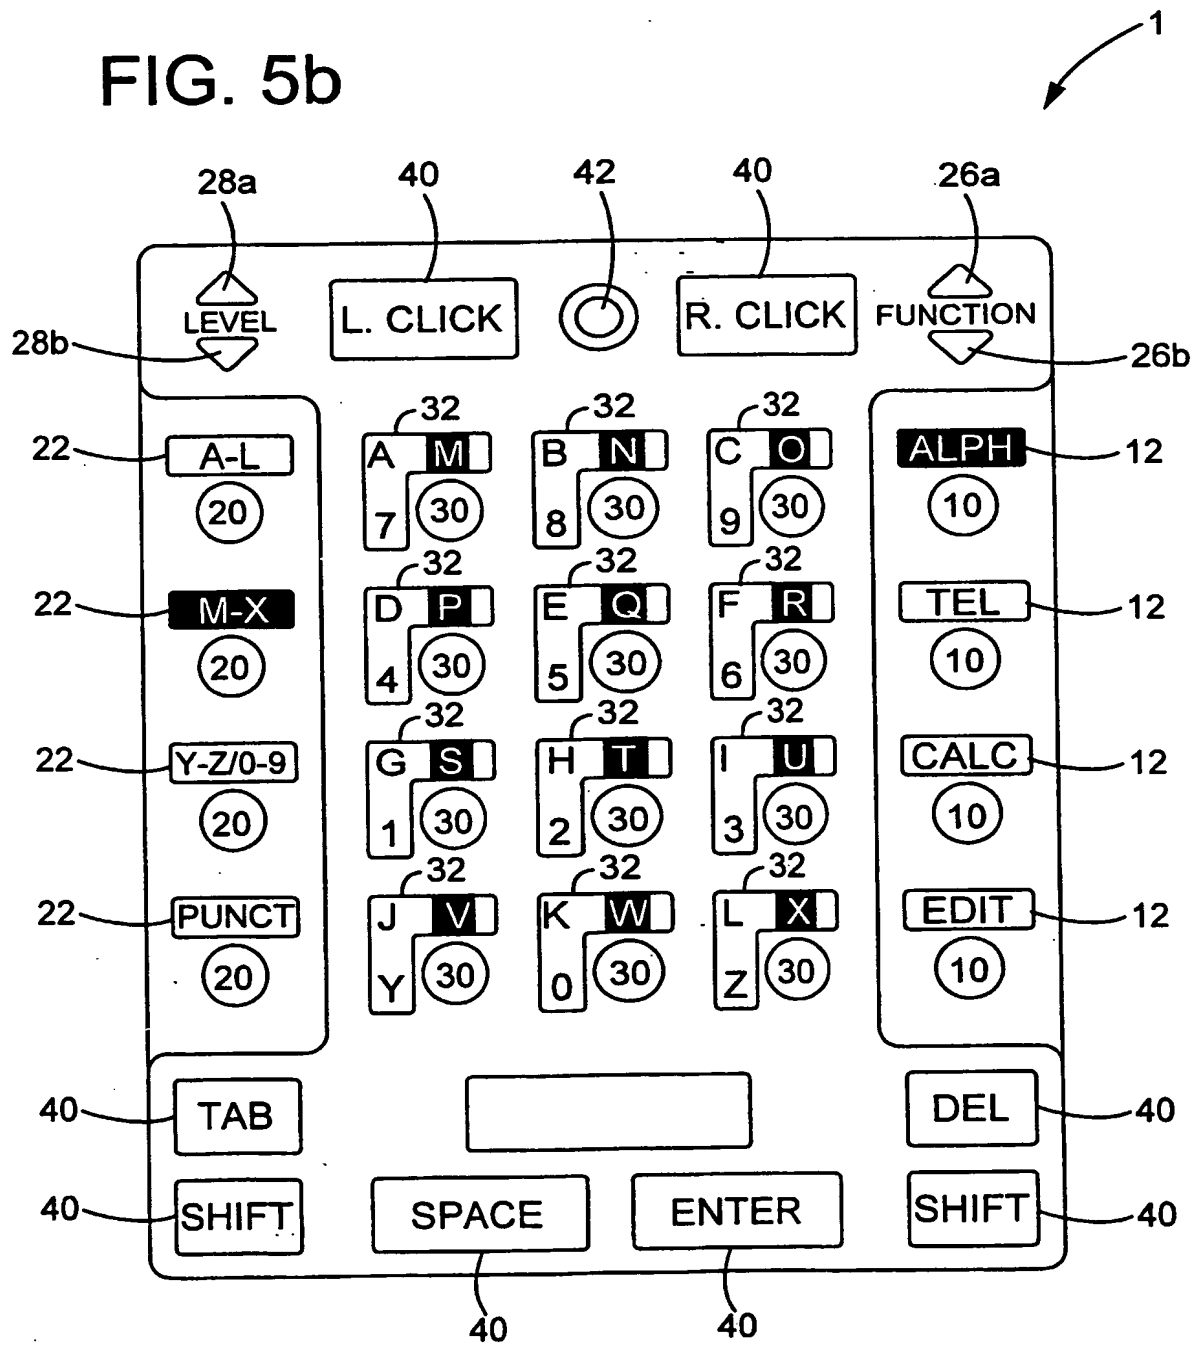 1
FIG. 5b
28a 40 42 40 26a
LEVEL L. CLICK R. CLICK FUNCTION
28b 26b
32 32 32
22 A-L A M B N C O ALPH 12
20 7 30 8 30 9 30 10
32 32 32
22 M-X D P E Q F R TEL 12
20 4 30 5 30 6 30 10
32 32 32
22 Y-Z/0-9 G S H T I U CALC 12
20 1 30 2 30 3 30 10
32 32 32
22 PUNCT J V K W L X EDIT 12
20 Y 30 0 30 Z 30 10
40 TAB DEL 40
40 SHIFT SPACE ENTER SHIFT 40
40 40